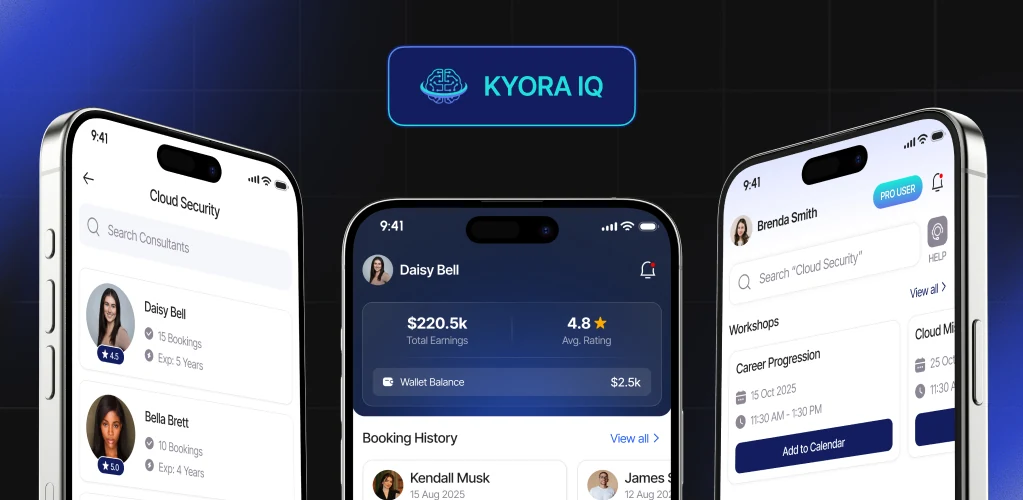 KYORA IQ
9:41
Cloud Security
Search Consultants
Daisy Bell
15 Bookings
Exp: 5 Years
4.5
Bella Brett
10 Bookings
Exp: 4 Years
5.0
9:41
Daisy Bell
$220.5k
Total Earnings
4.8
Avg. Rating
Wallet Balance
$2.5k
Booking History
View all
Kendall Musk
15 Aug 2025
James S
12 Aug 202
9:41
Brenda Smith
PRO USER
Search “Cloud Security”
HELP
View all
Workshops
Career Progression
15 Oct 2025
11:30 AM - 1:30 PM
Add to Calendar
Cloud Mi
25 Oct
11:30 A